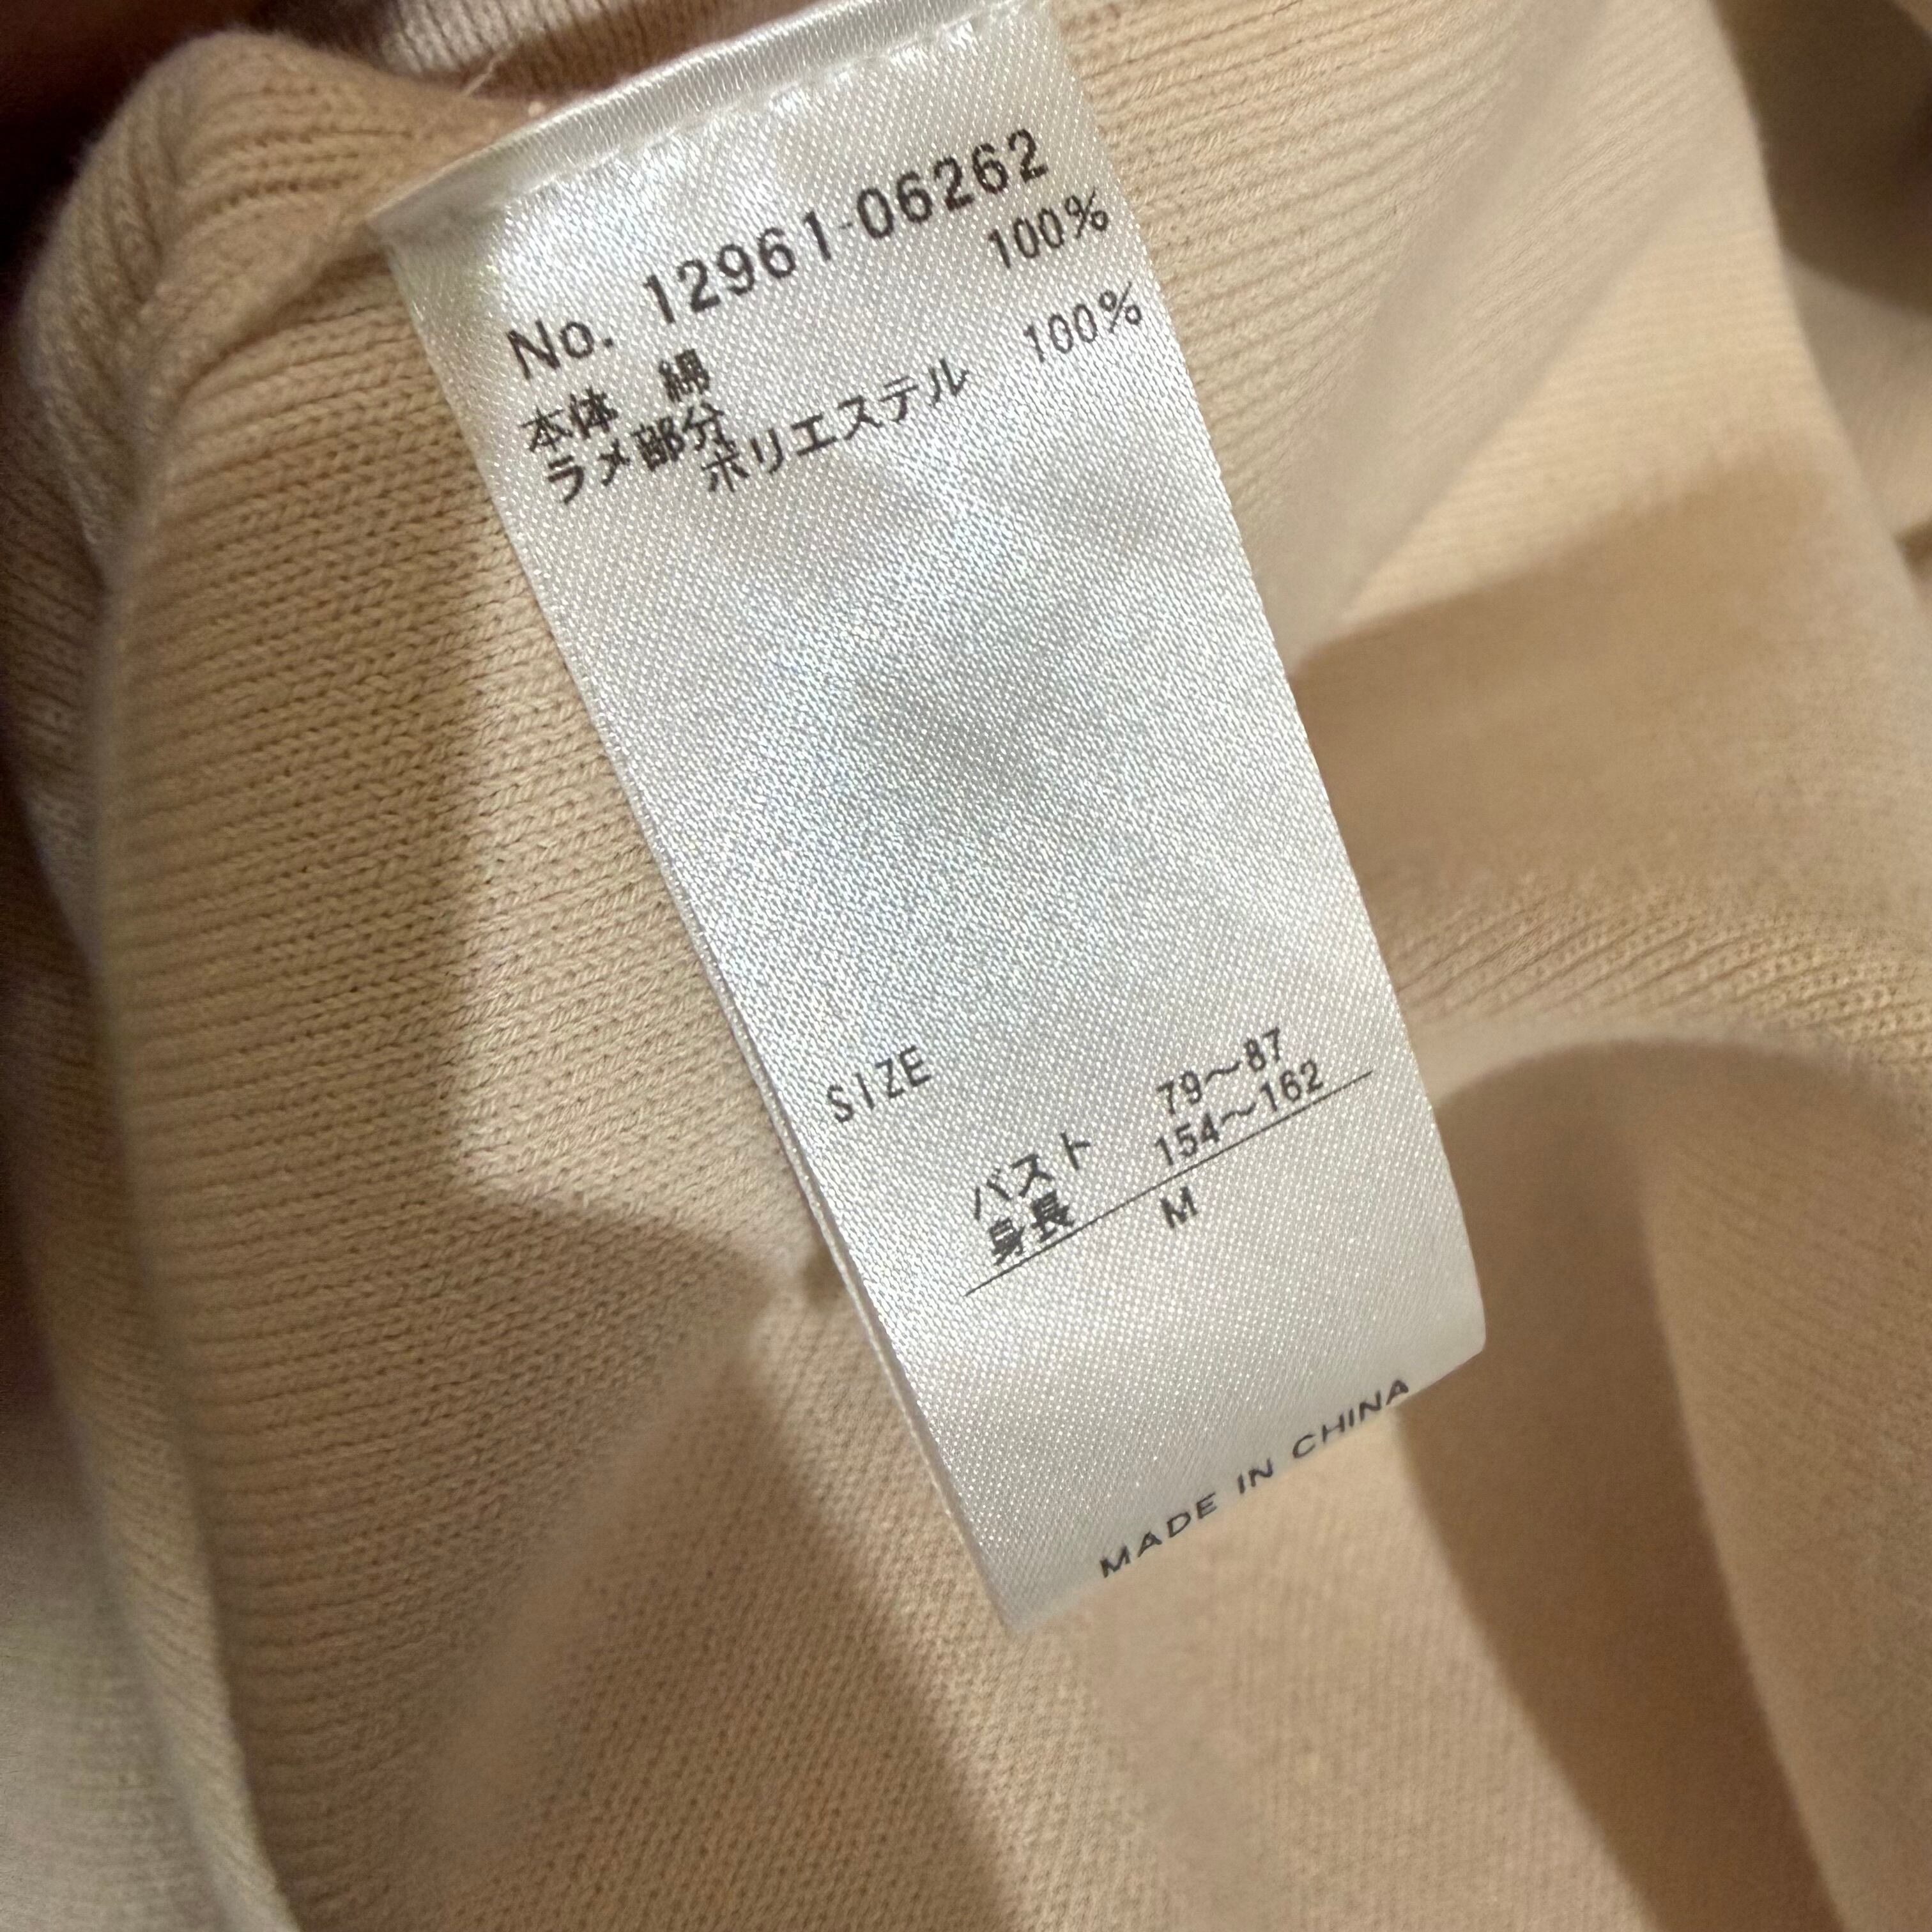 No. 12961-06262
本体 綿 100%
ラメ部分
ポリエステル 100%
SIZE
バスト 79～87
身長 154～162
M
MADE IN CHINA